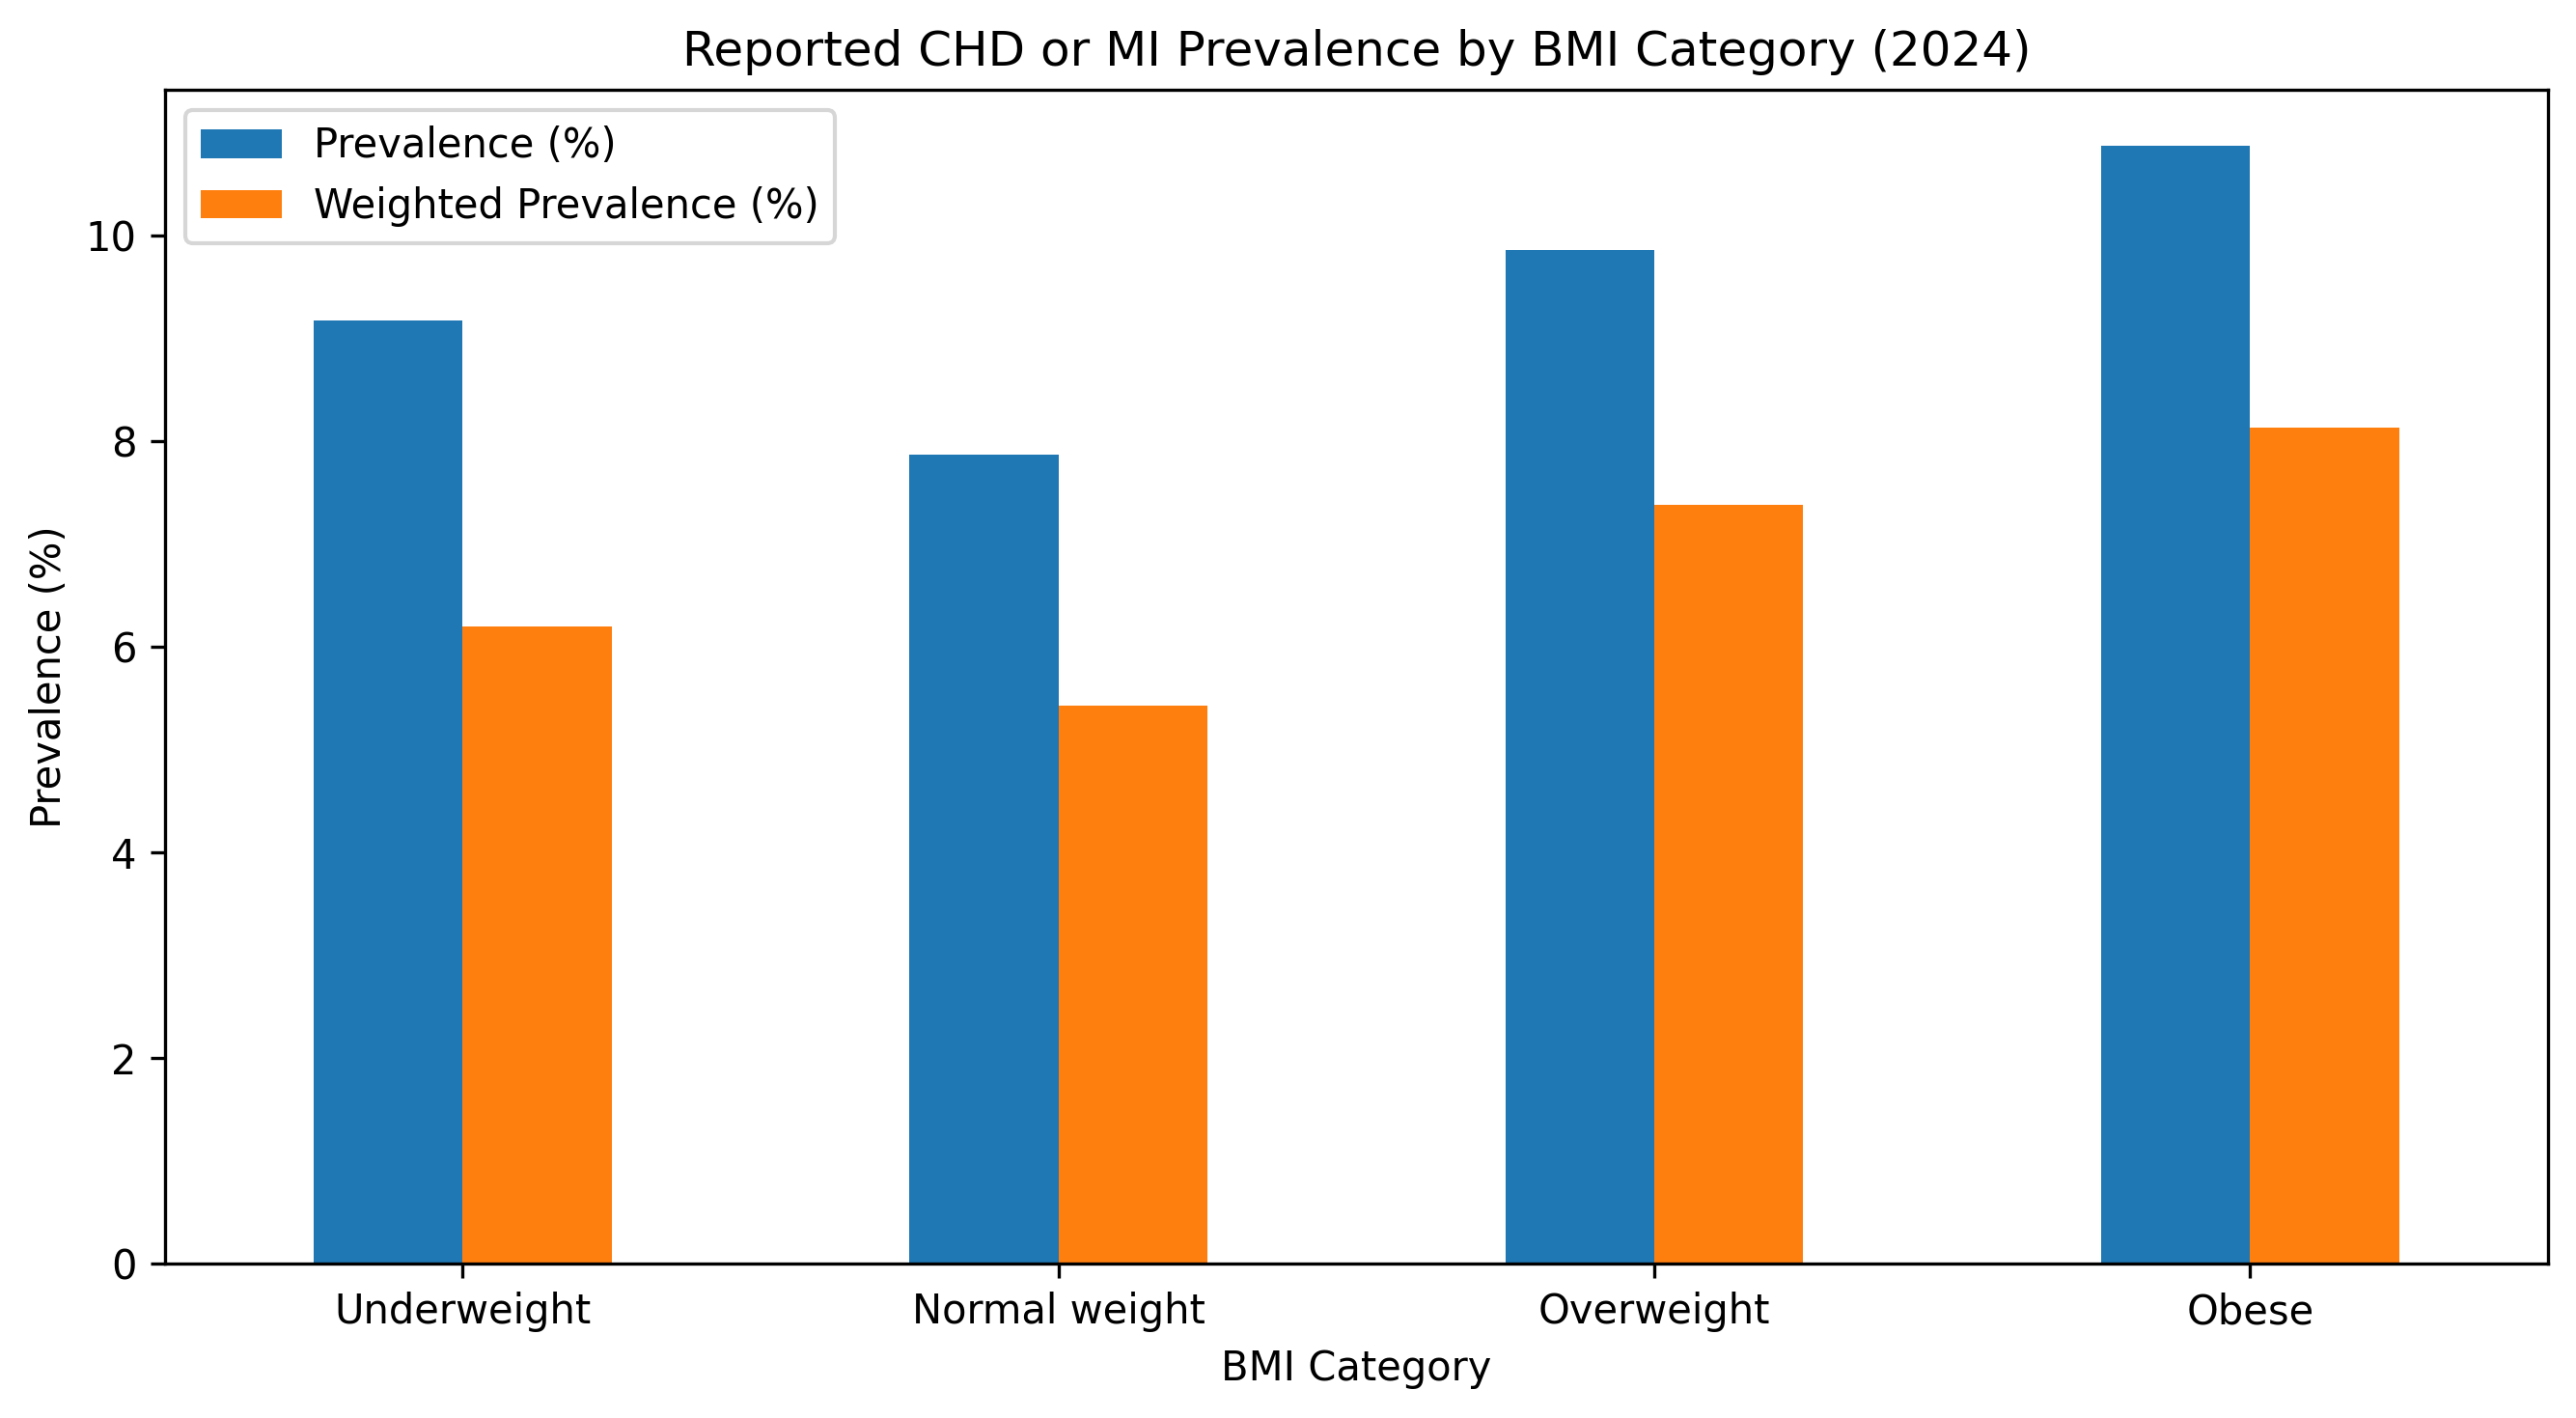 Reported CHD or MI Prevalence by BMI Category (2024)
Prevalence (%)
Weighted Prevalence (%)
Prevalence (%)
10
8
6
4
2
0
Underweight
Normal weight
Overweight
Obese
BMI Category